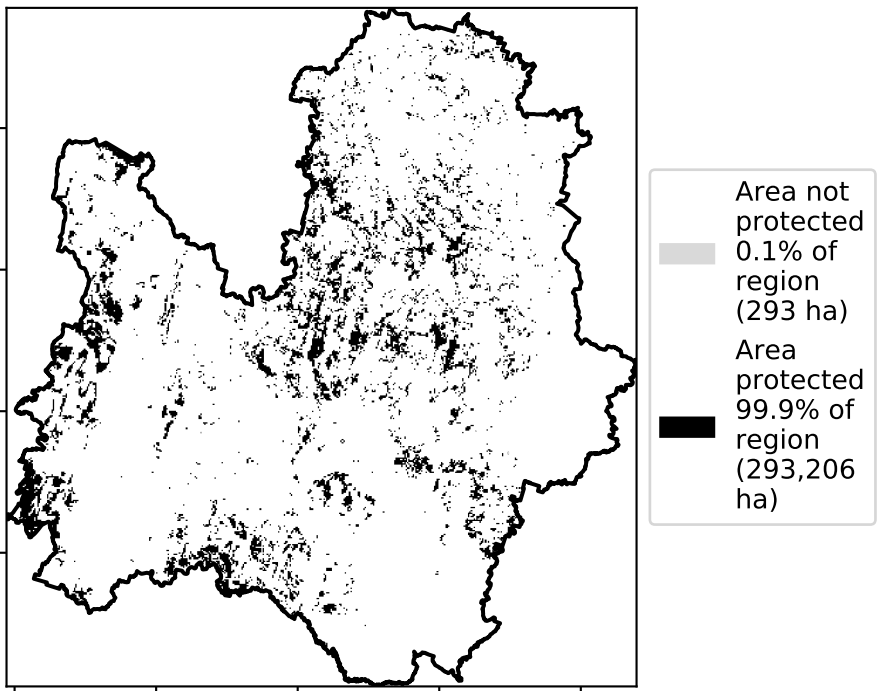 Area not
protected
0.1% of
region
(293 ha)
Area
protected
99.9% of
region
(293,206
ha)